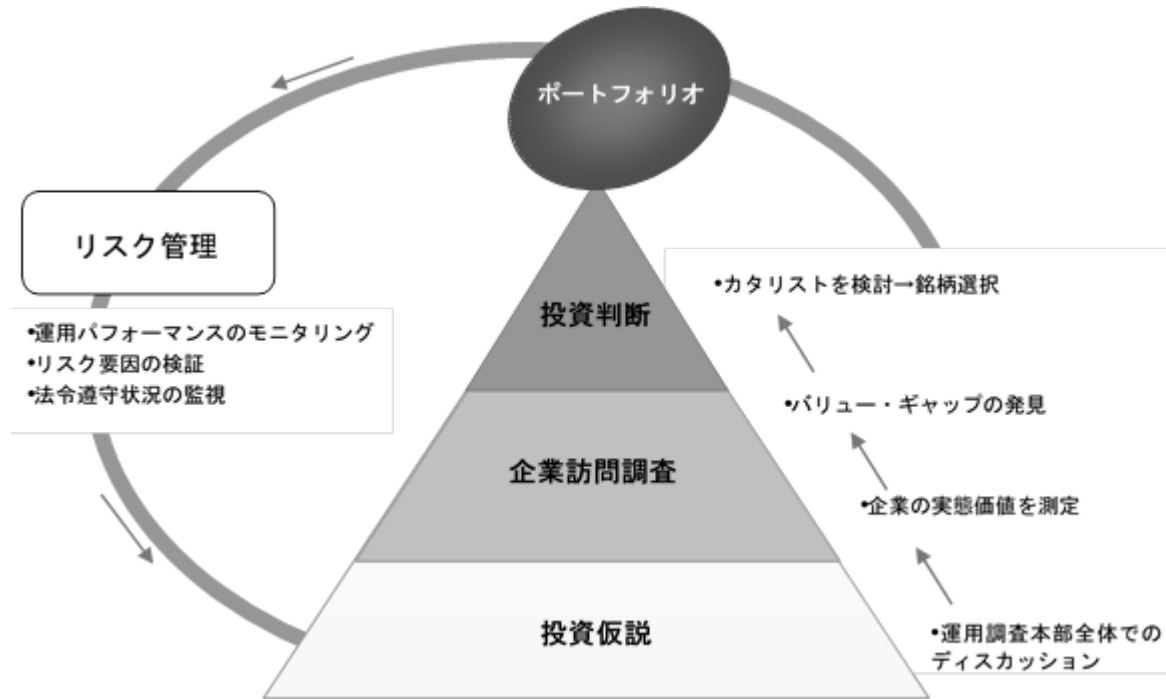 ポートフォリオ
リスク管理
•運用パフォーマンスのモニタリング
•リスク要因の検証
•法令遵守状況の監視
投資判断
企業訪問調査
投資仮説
•カタリストを検討→銘柄選択
•バリュー・ギャップの発見
•企業の実態価値を測定
•運用調査本部全体での
ディスカッション